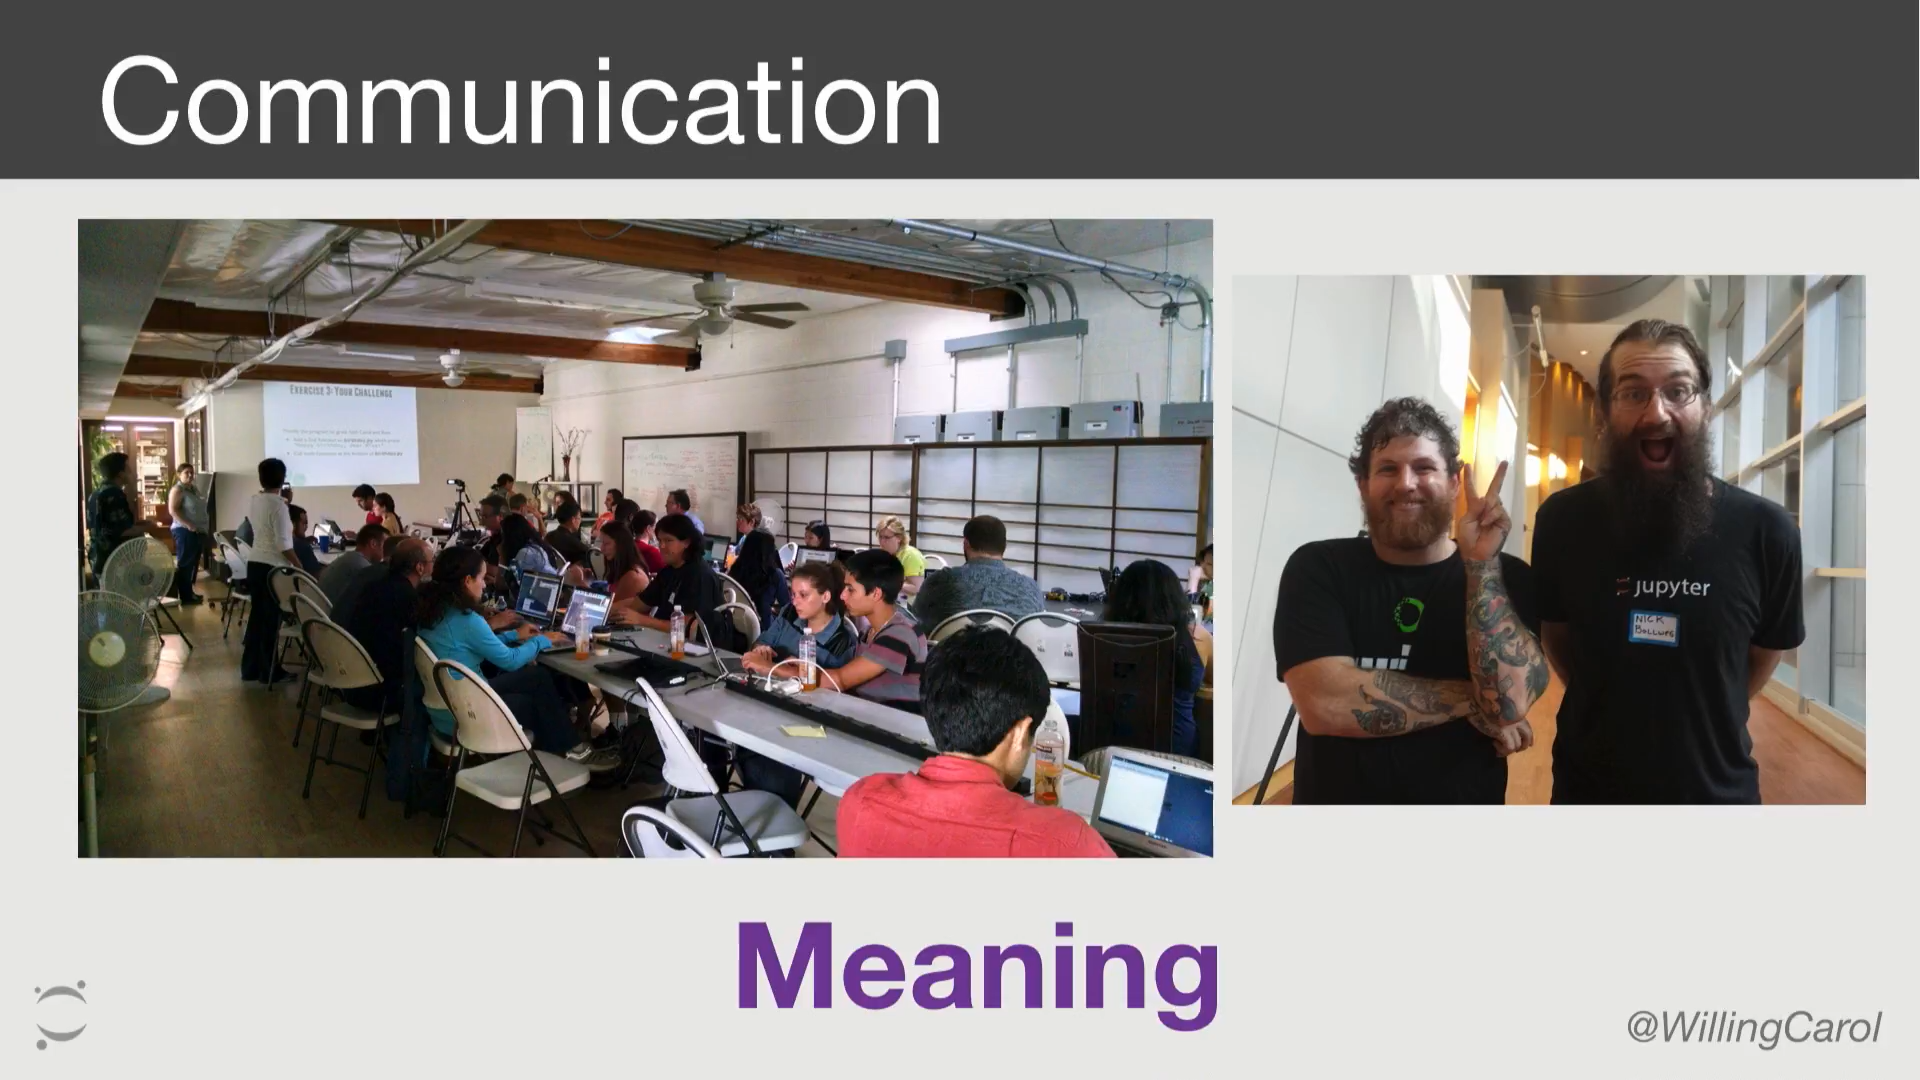 Communication
Exercise 3: Your Challenge
jupyter
NICK
Meaning
@WillingCarol